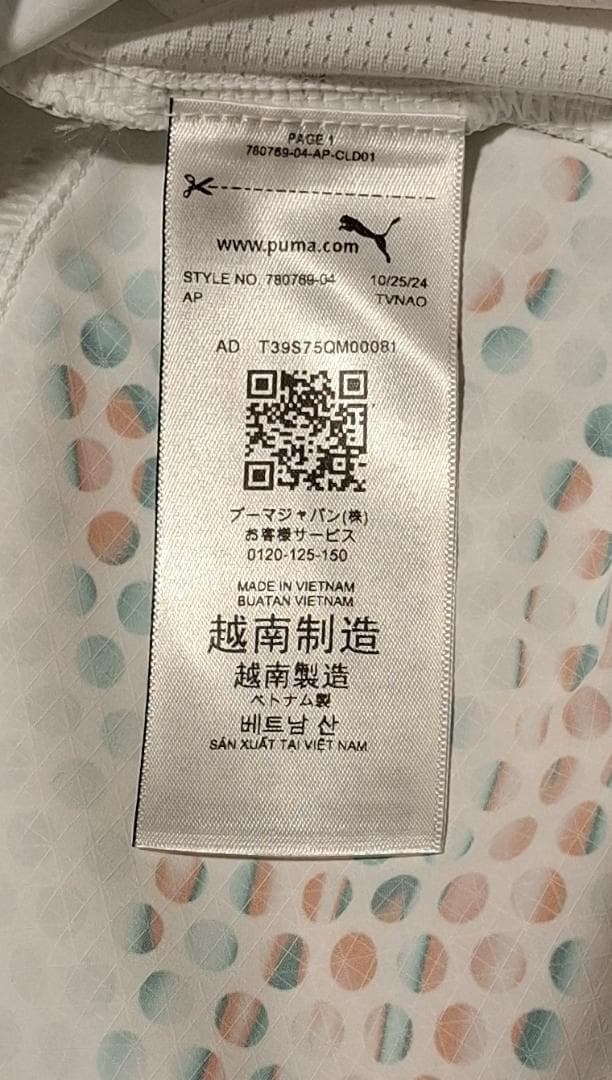 PAGE 1
780769-04-AP-CLD01
www.puma.com
STYLE NO. 780769-04 10/25/24
AP TVNAO
AD T39S75QM00081
プーマジャパン(株)
お客様サービス
0120-125-150
MADE IN VIETNAM
BUATAN VIETNAM
越南制造
越南製造
ベトナム製
베트남 산
SẢN XUẤT TẠI VIỆT NAM